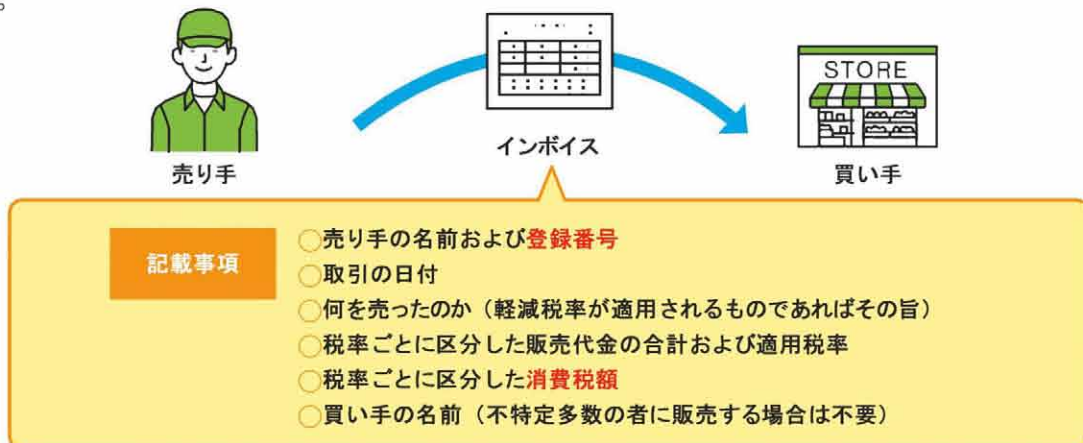 。
STORE
インボイス
売り手
買い手
記載事項
○売り手の名前および登録番号
○取引の日付
○何を売ったのか（軽減税率が適用されるものであればその旨）
○税率ごとに区分した販売代金の合計および適用税率
○税率ごとに区分した消費税額
○買い手の名前（不特定多数の者に販売する場合は不要）